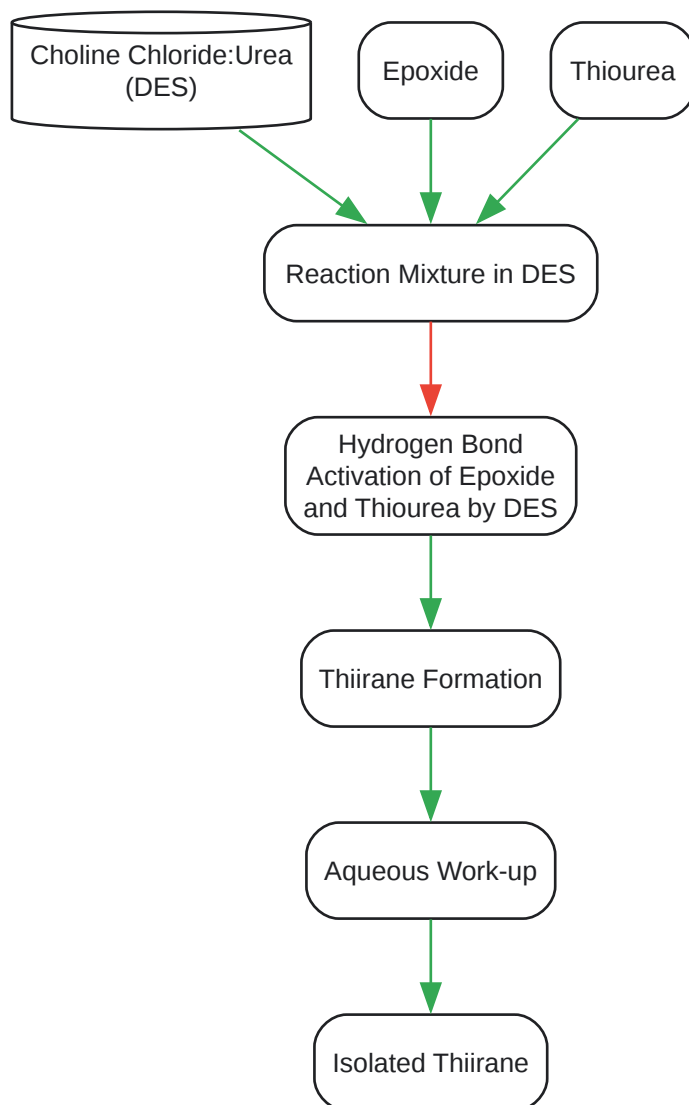 Choline Chloride:Urea
(DES)
Epoxide
Thiourea
Reaction Mixture in DES
Hydrogen Bond
Activation of Epoxide
and Thiourea by DES
Thiirane Formation
Aqueous Work-up
Isolated Thiirane